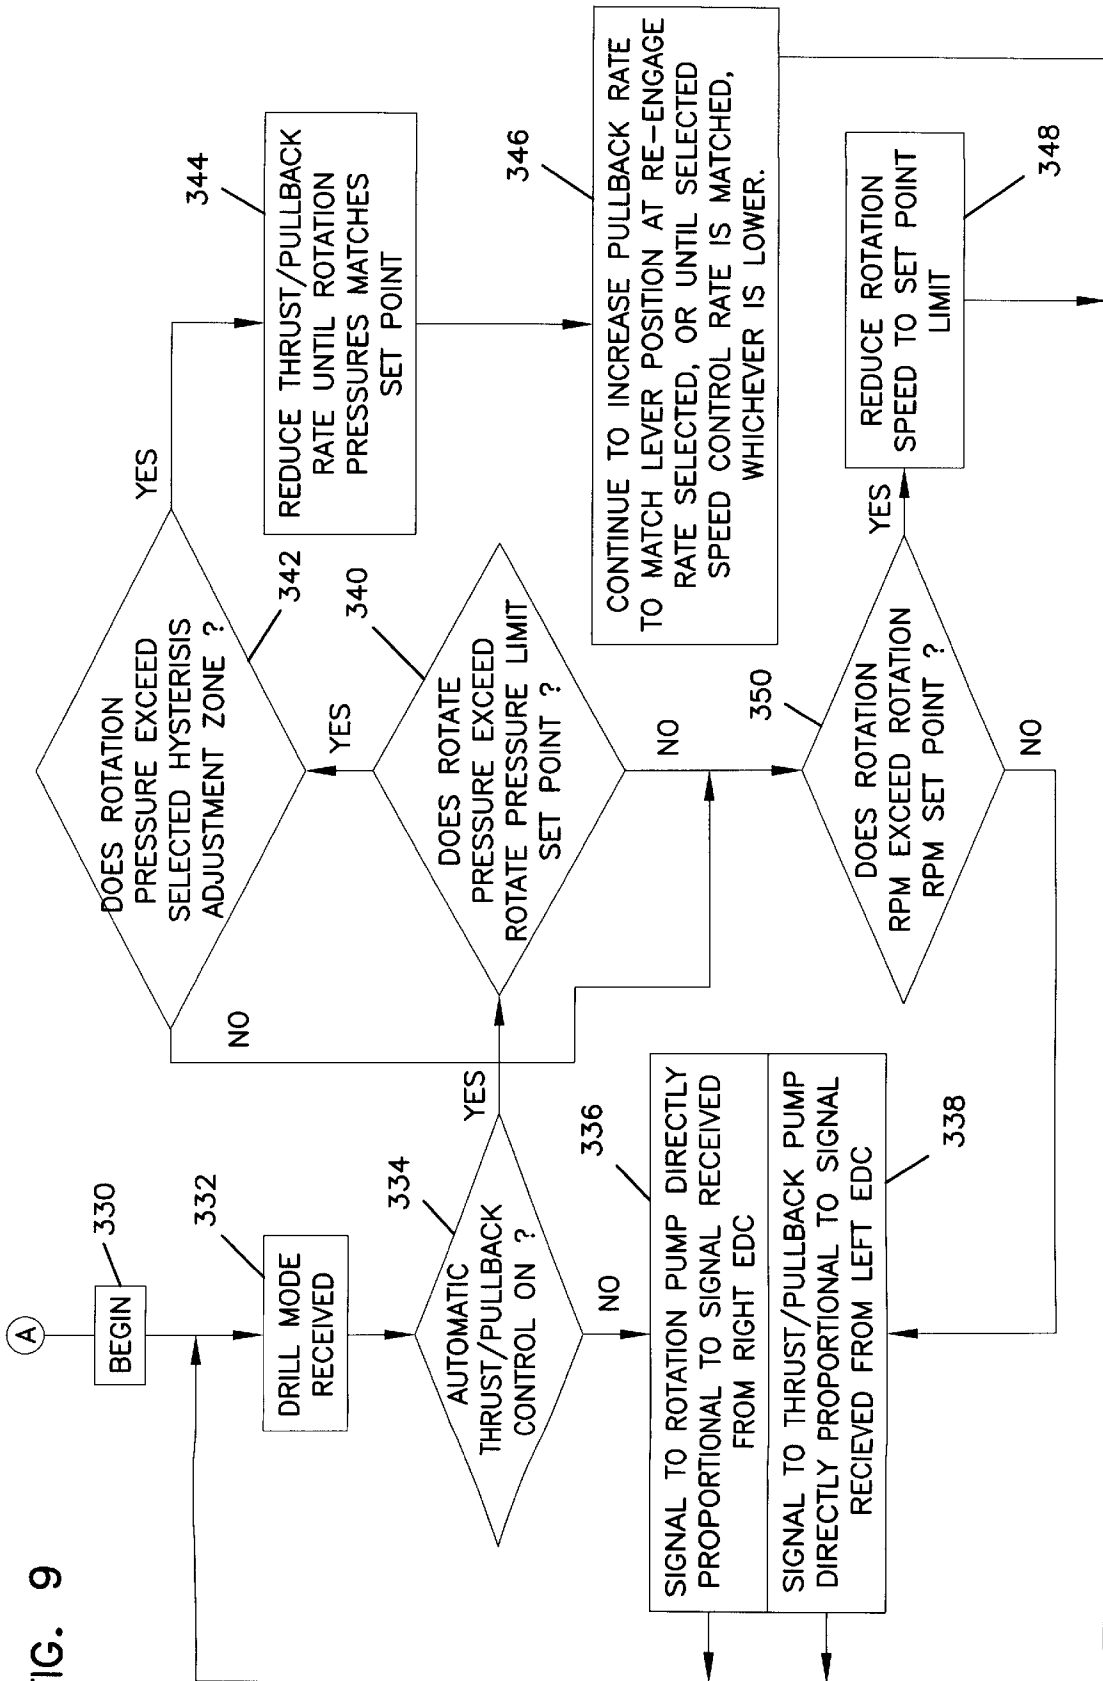 FIG. 9
A
BEGIN
330
DRILL MODE
RECEIVED
332
AUTOMATIC
THRUST/PULLBACK
CONTROL ON ?
334
YES
NO
SIGNAL TO ROTATION PUMP DIRECTLY
PROPORTIONAL TO SIGNAL RECEIVED
FROM RIGHT EDC
336
SIGNAL TO THRUST/PULLBACK PUMP
DIRECTLY PROPORTIONAL TO SIGNAL
RECIEVED FROM LEFT EDC
338
DOES ROTATE
PRESSURE EXCEED
ROTATE PRESSURE LIMIT
SET POINT ?
340
YES
NO
DOES ROTATION
PRESSURE EXCEED
SELECTED HYSTERISIS
ADJUSTMENT ZONE ?
342
YES
NO
REDUCE THRUST/PULLBACK
RATE UNTIL ROTATION
PRESSURES MATCHES
SET POINT
344
CONTINUE TO INCREASE PULLBACK RATE
TO MATCH LEVER POSITION AT RE-ENGAGE
RATE SELECTED, OR UNTIL SELECTED
SPEED CONTROL RATE IS MATCHED,
WHICHEVER IS LOWER.
346
DOES ROTATION
RPM EXCEED ROTATION
RPM SET POINT ?
350
YES
NO
REDUCE ROTATION
SPEED TO SET POINT
LIMIT
348